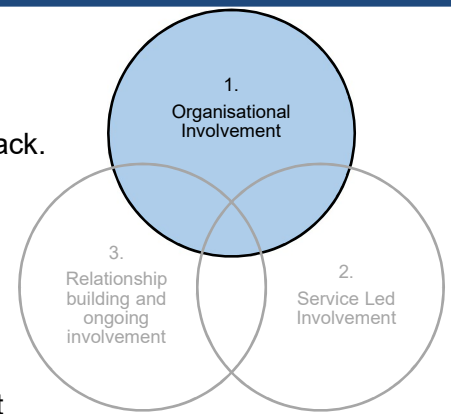 1.
Organisational
Involvement
ack.
3.
Relationship
building and
ongoing
involvement
2.
Service Led
Involvement
t